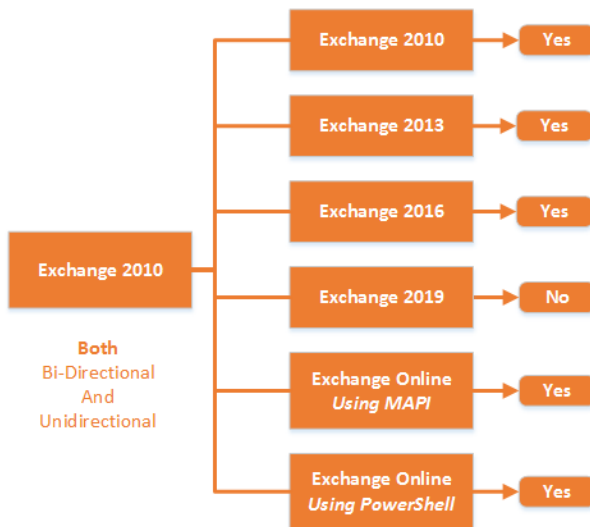 Exchange 2010
Yes
Exchange 2013
Yes
Exchange 2016
Yes
Exchange 2010
Exchange 2019
No
Both
Bi-Directional
And
Unidirectional
Exchange Online
Using MAPI
Yes
Exchange Online
Using PowerShell
Yes